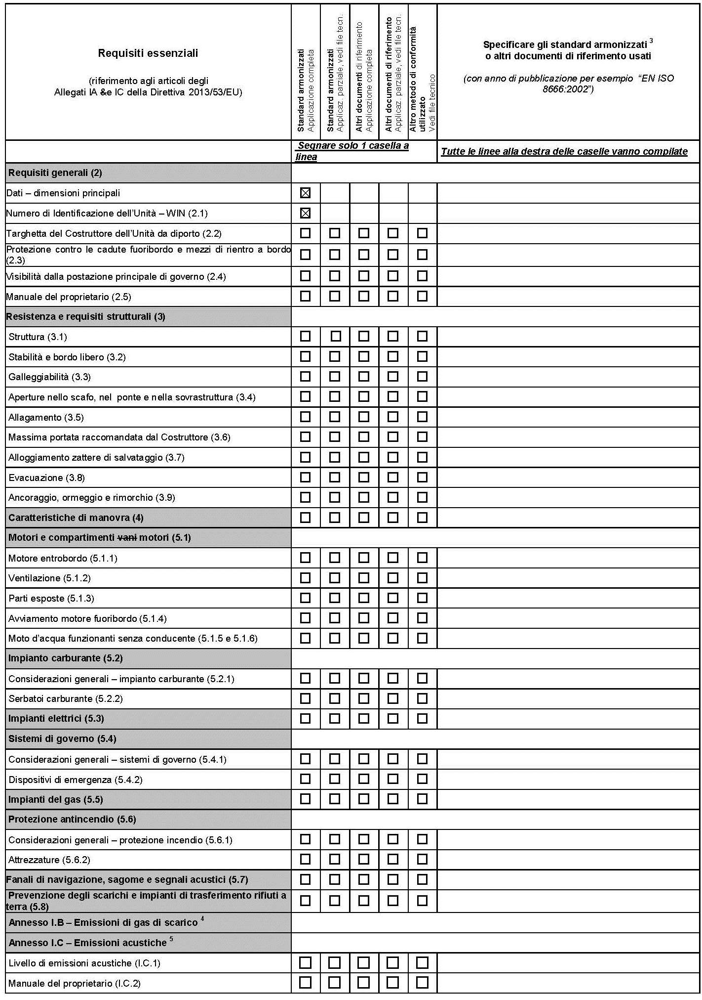 Requisiti essenziali
(riferimento agli articoli degli
Allegati IA &e IC della Direttiva 2013/53/EU)
Standard armonizzati
Applicazione completa
Standard armonizzati
Applicaz. parziale, vedi file tecn.
Altri documenti di riferimento
Applicazione completa
Altri documenti di riferimento
Applicaz. parziale, vedi file tecn.
Altro metodo di conformità
utilizzato
Vedi file tecnico
Specificare gli standard armonizzati 3
o altri documenti di riferimento usati
(con anno di pubblicazione per esempio “EN ISO
8666:2002”)
Segnare solo 1 casella a
linea
Tutte le linee alla destra delle caselle vanno compilate
Requisiti generali (2)
Dati – dimensioni principali ☒
Numero di Identificazione dell’Unità – WIN (2.1) ☒
Targhetta del Costruttore dell’Unità da diporto (2.2) ☐ ☐ ☐ ☐ ☐
Protezione contro le cadute fuoribordo e mezzi di rientro a bordo
(2.3) ☐ ☐ ☐ ☐ ☐
Visibilità dalla postazione principale di governo (2.4) ☐ ☐ ☐ ☐ ☐
Manuale del proprietario (2.5) ☐ ☐ ☐ ☐ ☐
Resistenza e requisiti strutturali (3)
Struttura (3.1) ☐ ☐ ☐ ☐ ☐
Stabilità e bordo libero (3.2) ☐ ☐ ☐ ☐ ☐
Galleggiabilità (3.3) ☐ ☐ ☐ ☐ ☐
Aperture nello scafo, nel ponte e nella sovrastruttura (3.4) ☐ ☐ ☐ ☐ ☐
Allagamento (3.5) ☐ ☐ ☐ ☐ ☐
Massima portata raccomandata dal Costruttore (3.6) ☐ ☐ ☐ ☐ ☐
Alloggiamento zattere di salvataggio (3.7) ☐ ☐ ☐ ☐ ☐
Evacuazione (3.8) ☐ ☐ ☐ ☐ ☐
Ancoraggio, ormeggio e rimorchio (3.9) ☐ ☐ ☐ ☐ ☐
Caratteristiche di manovra (4) ☐ ☐ ☐ ☐ ☐
Motori e compartimenti vani motori (5.1)
Motore entrobordo (5.1.1) ☐ ☐ ☐ ☐ ☐
Ventilazione (5.1.2) ☐ ☐ ☐ ☐ ☐
Parti esposte (5.1.3) ☐ ☐ ☐ ☐ ☐
Avviamento motore fuoribordo (5.1.4) ☐ ☐ ☐ ☐ ☐
Moto d’acqua funzionanti senza conducente (5.1.5 e 5.1.6) ☐ ☐ ☐ ☐ ☐
Impianto carburante (5.2)
Considerazioni generali – impianto carburante (5.2.1) ☐ ☐ ☐ ☐ ☐
Serbatoi carburante (5.2.2) ☐ ☐ ☐ ☐ ☐
Impianti elettrici (5.3) ☐ ☐ ☐ ☐ ☐
Sistemi di governo (5.4)
Considerazioni generali – sistemi di governo (5.4.1) ☐ ☐ ☐ ☐ ☐
Dispositivi di emergenza (5.4.2) ☐ ☐ ☐ ☐ ☐
Impianti del gas (5.5) ☐ ☐ ☐ ☐ ☐
Protezione antincendio (5.6)
Considerazioni generali – protezione incendio (5.6.1) ☐ ☐ ☐ ☐ ☐
Attrezzature (5.6.2) ☐ ☐ ☐ ☐ ☐
Fanali di navigazione, sagome e segnali acustici (5.7) ☐ ☐ ☐ ☐ ☐
Prevenzione degli scarichi e impianti di trasferimento rifiuti a
terra (5.8) ☐ ☐ ☐ ☐ ☐
Annesso I.B – Emissioni di gas di scarico 4
Annesso I.C – Emissioni acustiche 5
Livello di emissioni acustiche (I.C.1) ☐ ☐ ☐ ☐ ☐
Manuale del proprietario (I.C.2) ☐ ☐ ☐ ☐ ☐